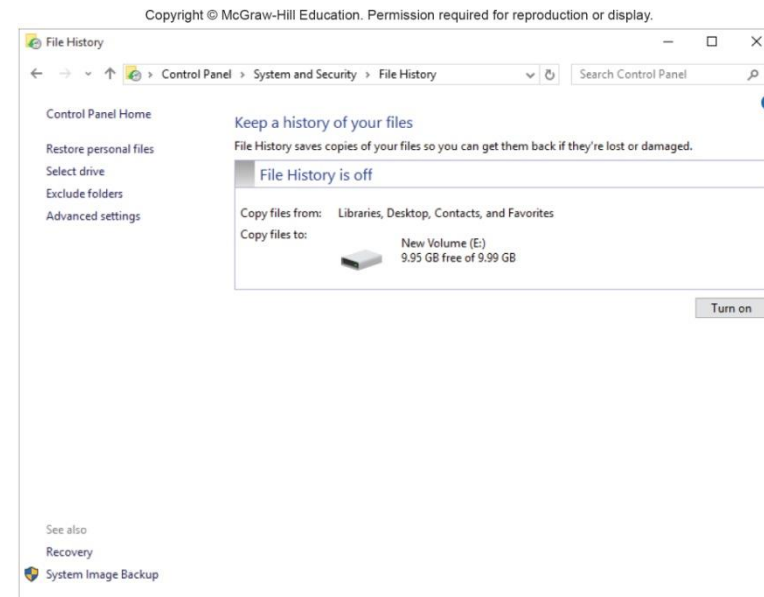 Copyright © McGraw-Hill Education. Permission required for reproduction or display.
File History
Control Panel > System and Security > File History
Search Control Panel
Control Panel Home
Restore personal files
Select drive
Exclude folders
Advanced settings
Keep a history of your files
File History saves copies of your files so you can get them back if they're lost or damaged.
File History is off
Copy files from: Libraries, Desktop, Contacts, and Favorites
Copy files to:
New Volume (E:)
9.95 GB free of 9.99 GB
Turn on
See also
Recovery
System Image Backup